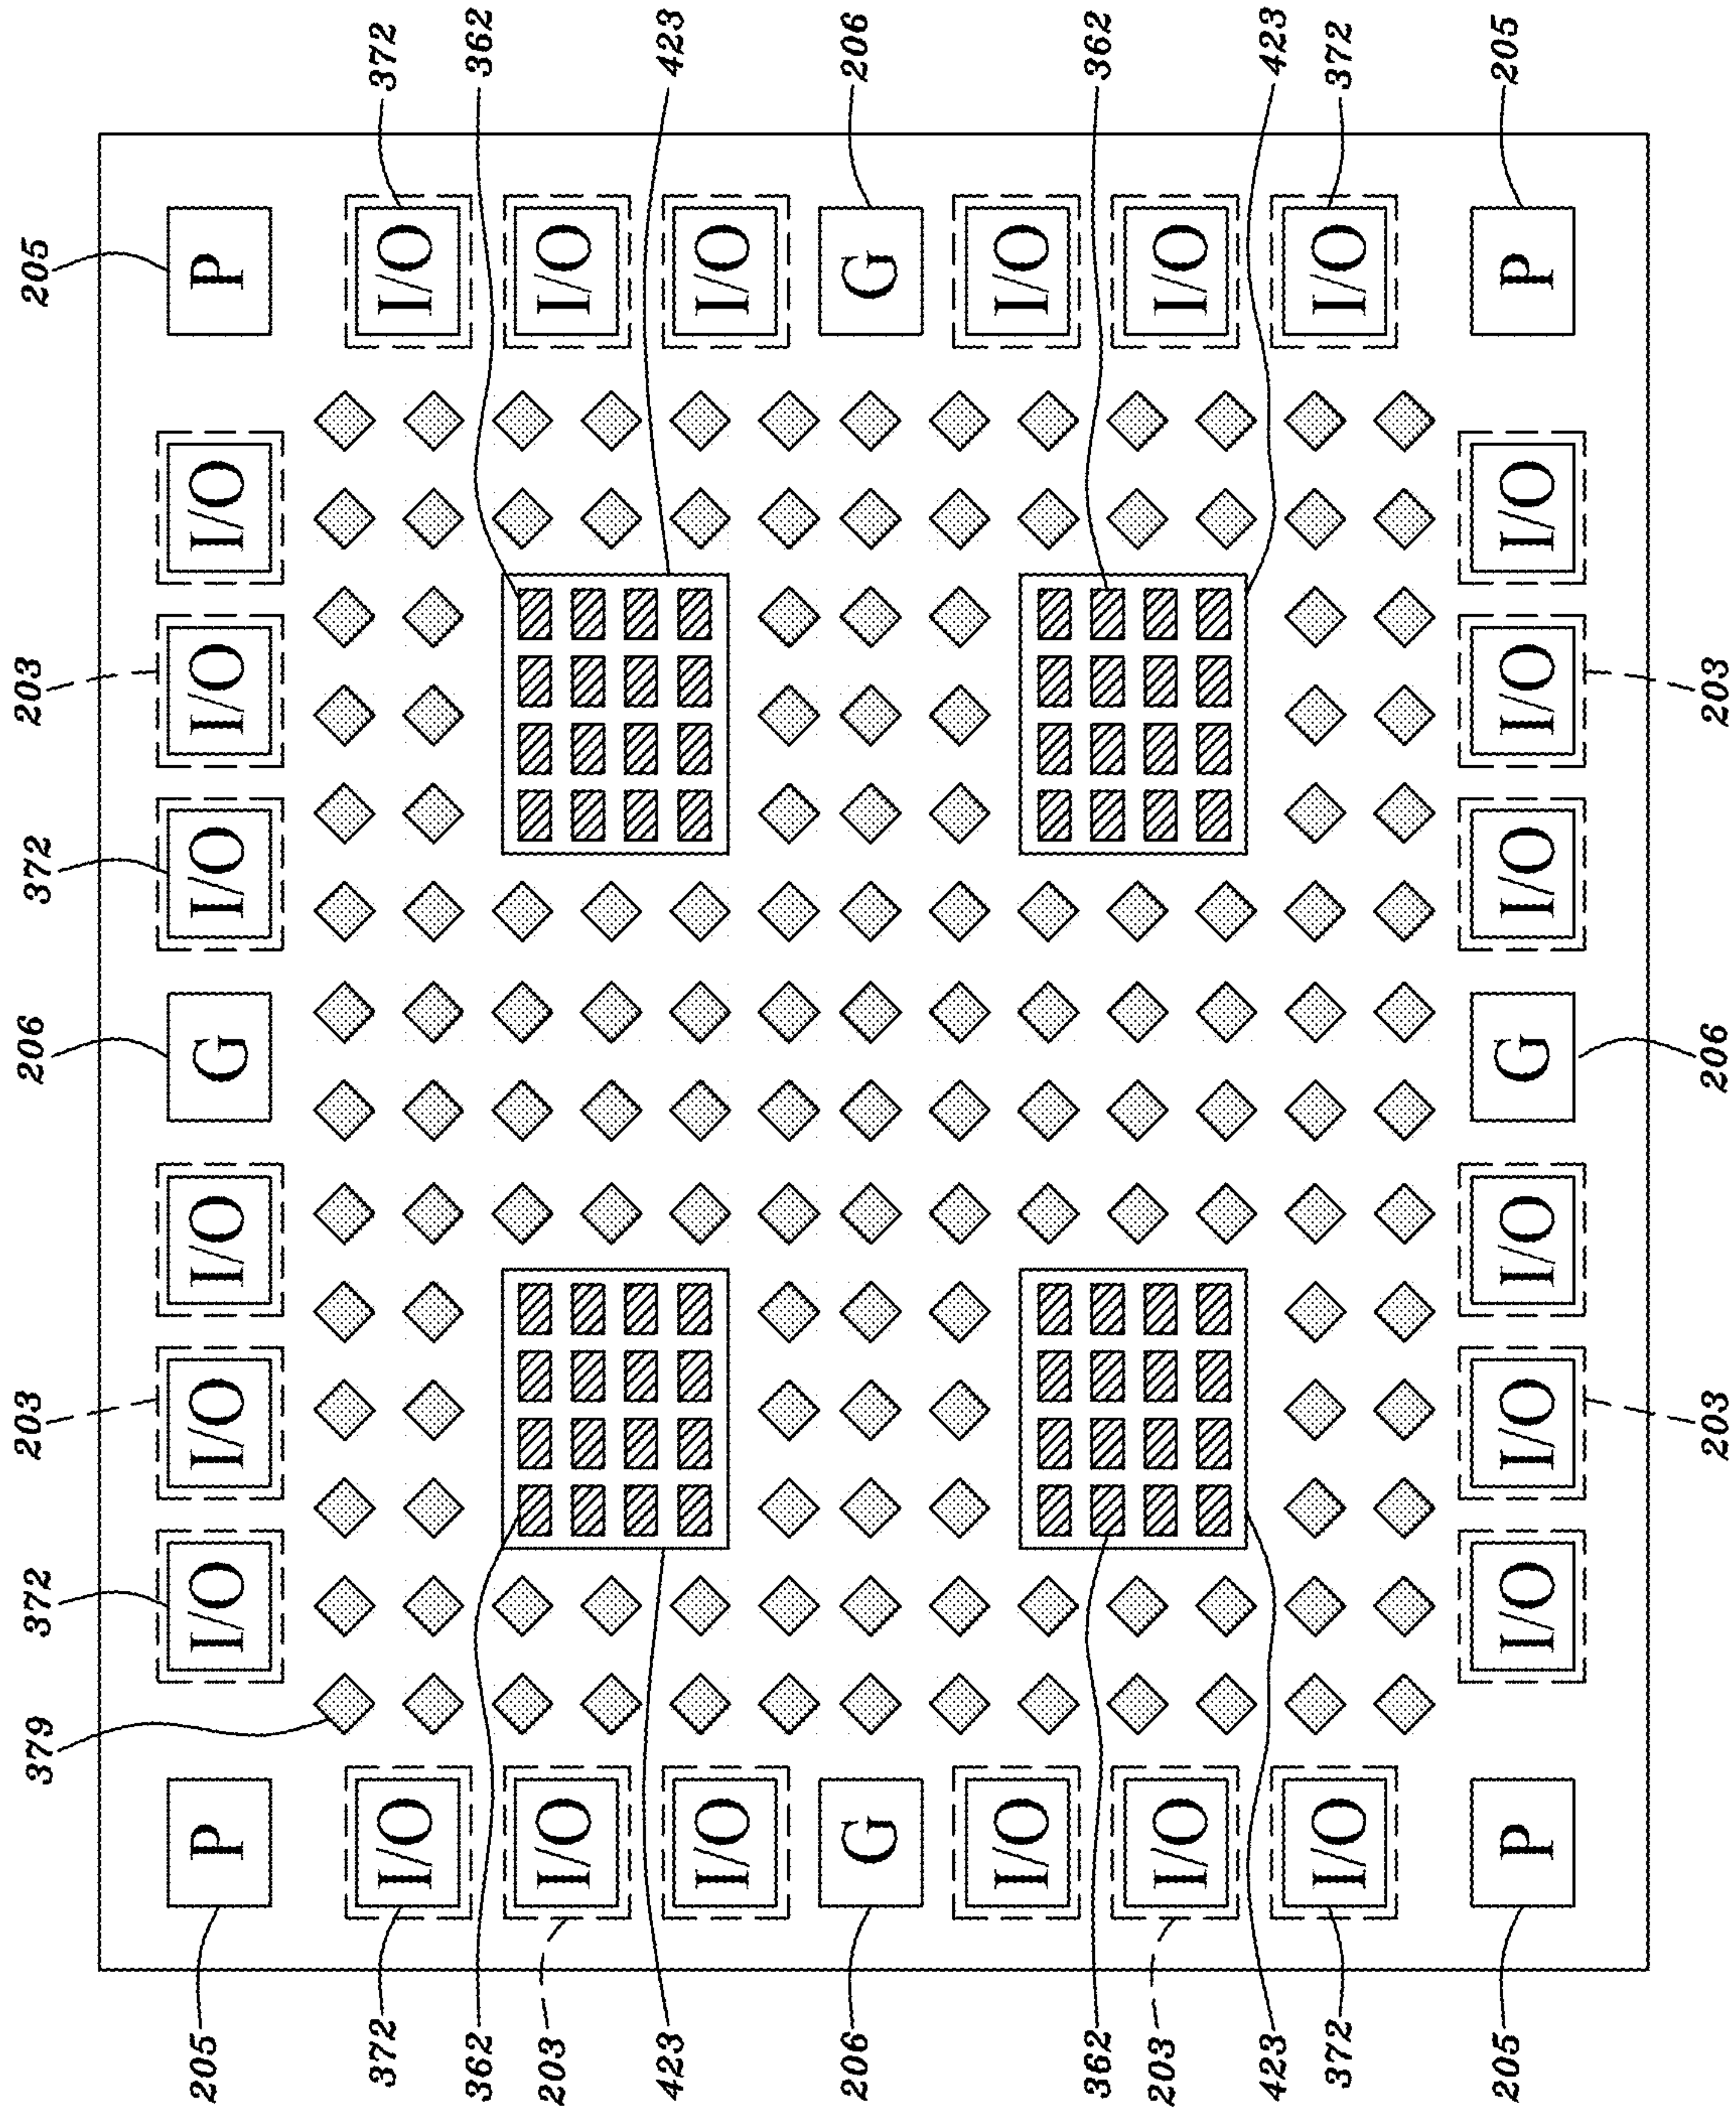 379 372 203 206 372 203 205
205 P I/O I/O I/O G I/O I/O I/O P
372 I/O I/O 372
362 362
203 I/O I/O
423 I/O I/O 423
206 G G 206
I/O I/O
362 362
203 I/O I/O
423 423
372 I/O I/O 372
205 P I/O I/O I/O G I/O I/O I/O P 205
203 206 203